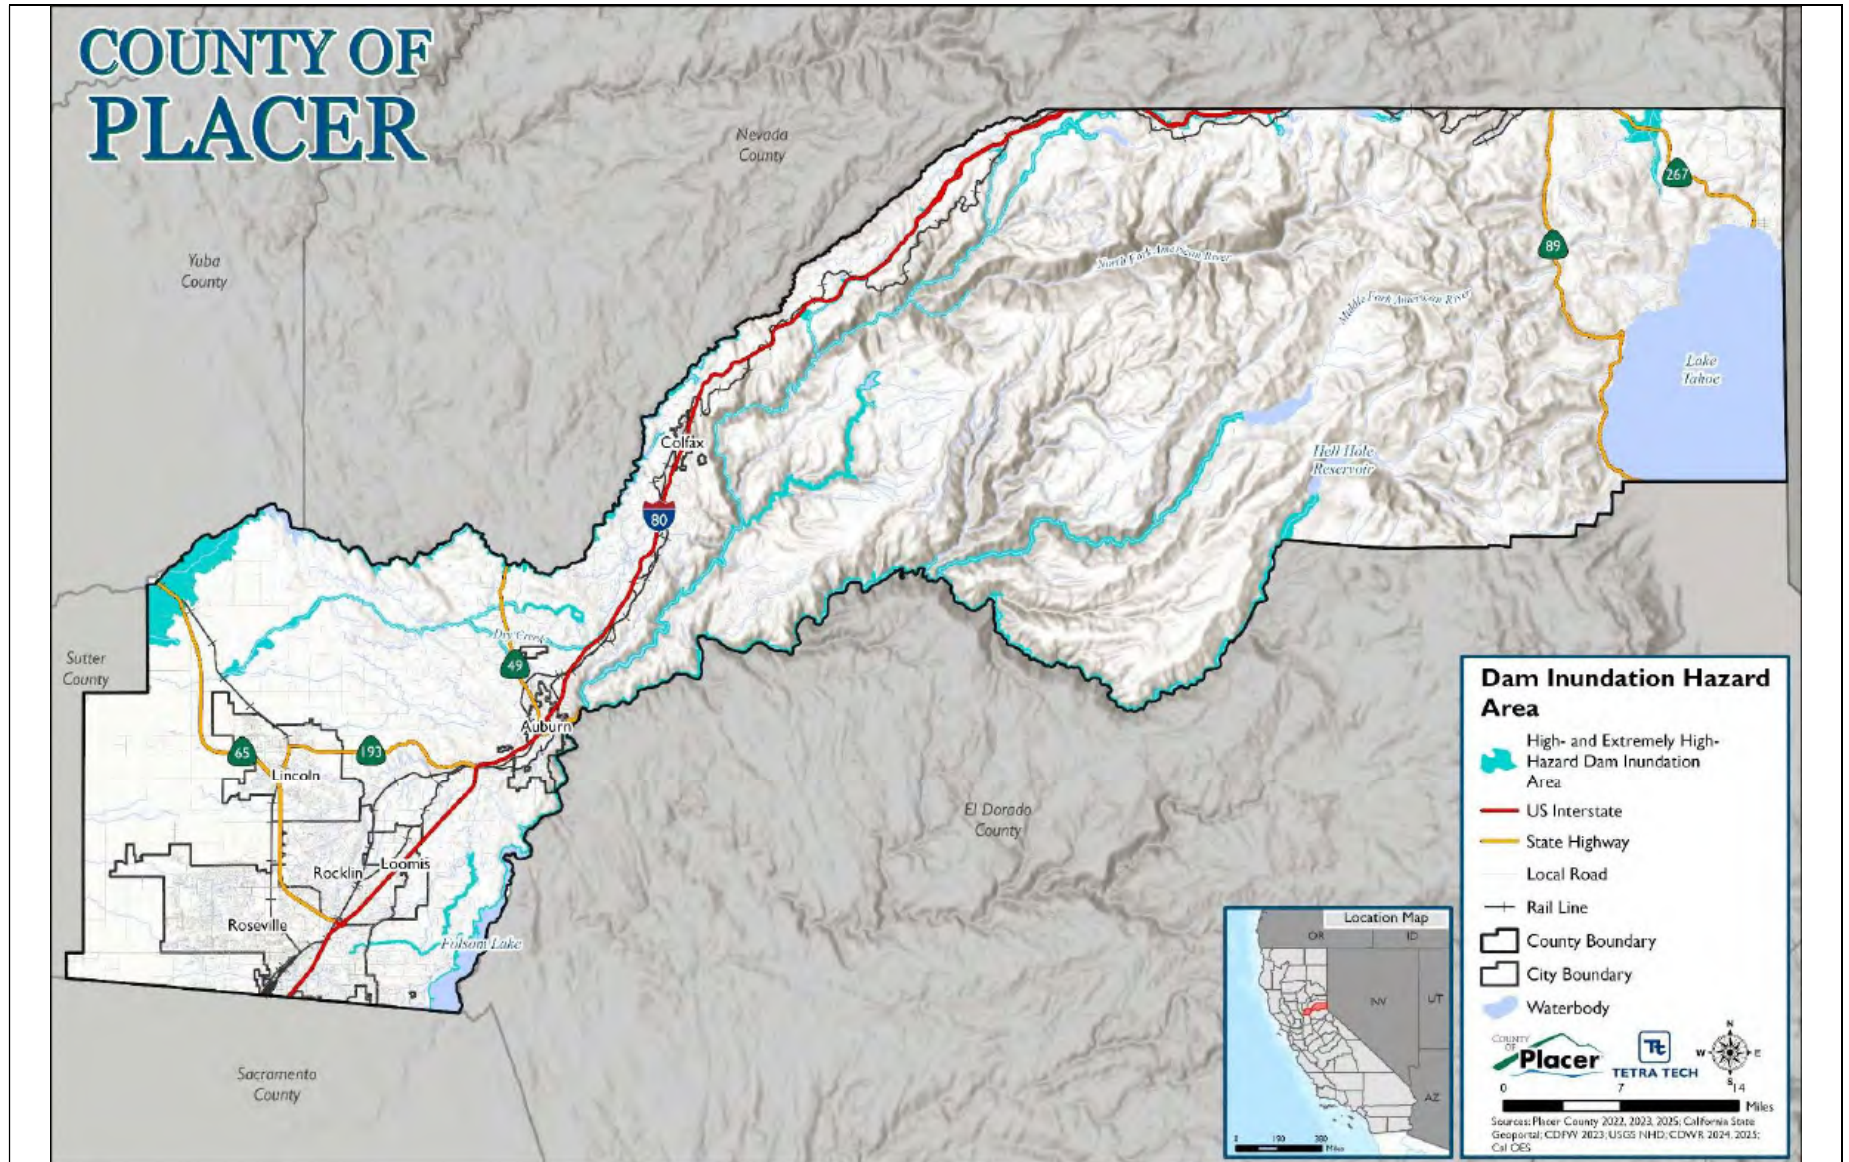 COUNTY OF
PLACER
Nevada
County
Yuba
County
267
89
North Fork American River
Middle Fork American River
Lake
Tahoe
Colfax
Hell Hole
Reservoir
80
Dry Creek
Sutter
County
49
Auburn
65
193
Lincoln
El Dorado
County
Rocklin
Loomis
Roseville
Folsom Lake
Sacramento
County
Location Map
OR
ID
NV
UT
AZ
Miles
Dam Inundation Hazard
Area
High- and Extremely High-
Hazard Dam Inundation
Area
US Interstate
State Highway
Local Road
Rail Line
County Boundary
City Boundary
Waterbody
COUNTY
OF
Placer
Tt
TETRA TECH
N
W
E
S
0 7 14
Miles
Sources: Placer County 2022, 2023, 2025; California State
Geoportal; CDFW 2023; USGS NHD; CDWR 2024, 2025;
Cal OES